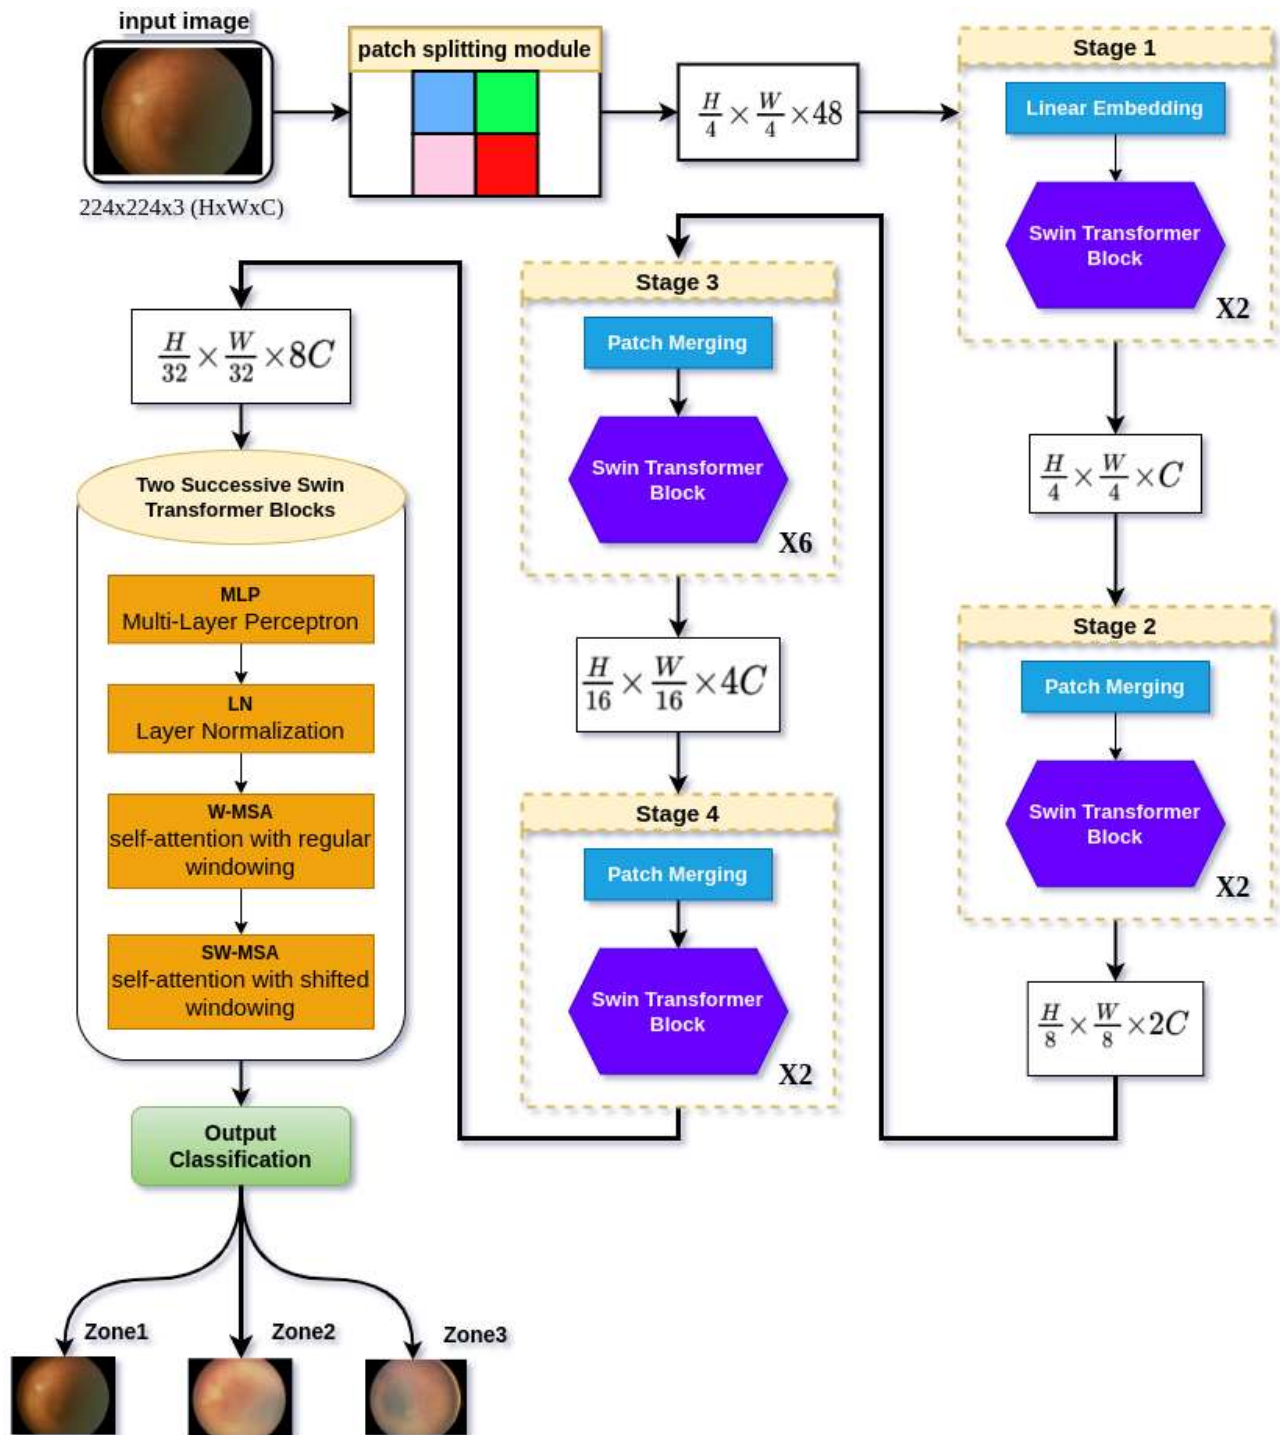 input image
224x224x3 (HxWxC)
patch splitting module
H/4 × W/4 × 48
Stage 1
Linear Embedding
Swin Transformer
Block
X2
H/4 × W/4 × C
Stage 2
Patch Merging
Swin Transformer
Block
X2
H/8 × W/8 × 2C
Stage 3
Patch Merging
Swin Transformer
Block
X6
H/16 × W/16 × 4C
Stage 4
Patch Merging
Swin Transformer
Block
X2
H/32 × W/32 × 8C
Two Successive Swin
Transformer Blocks
MLP
Multi-Layer Perceptron
LN
Layer Normalization
W-MSA
self-attention with regular
windowing
SW-MSA
self-attention with shifted
windowing
Output
Classification
Zone1
Zone2
Zone3